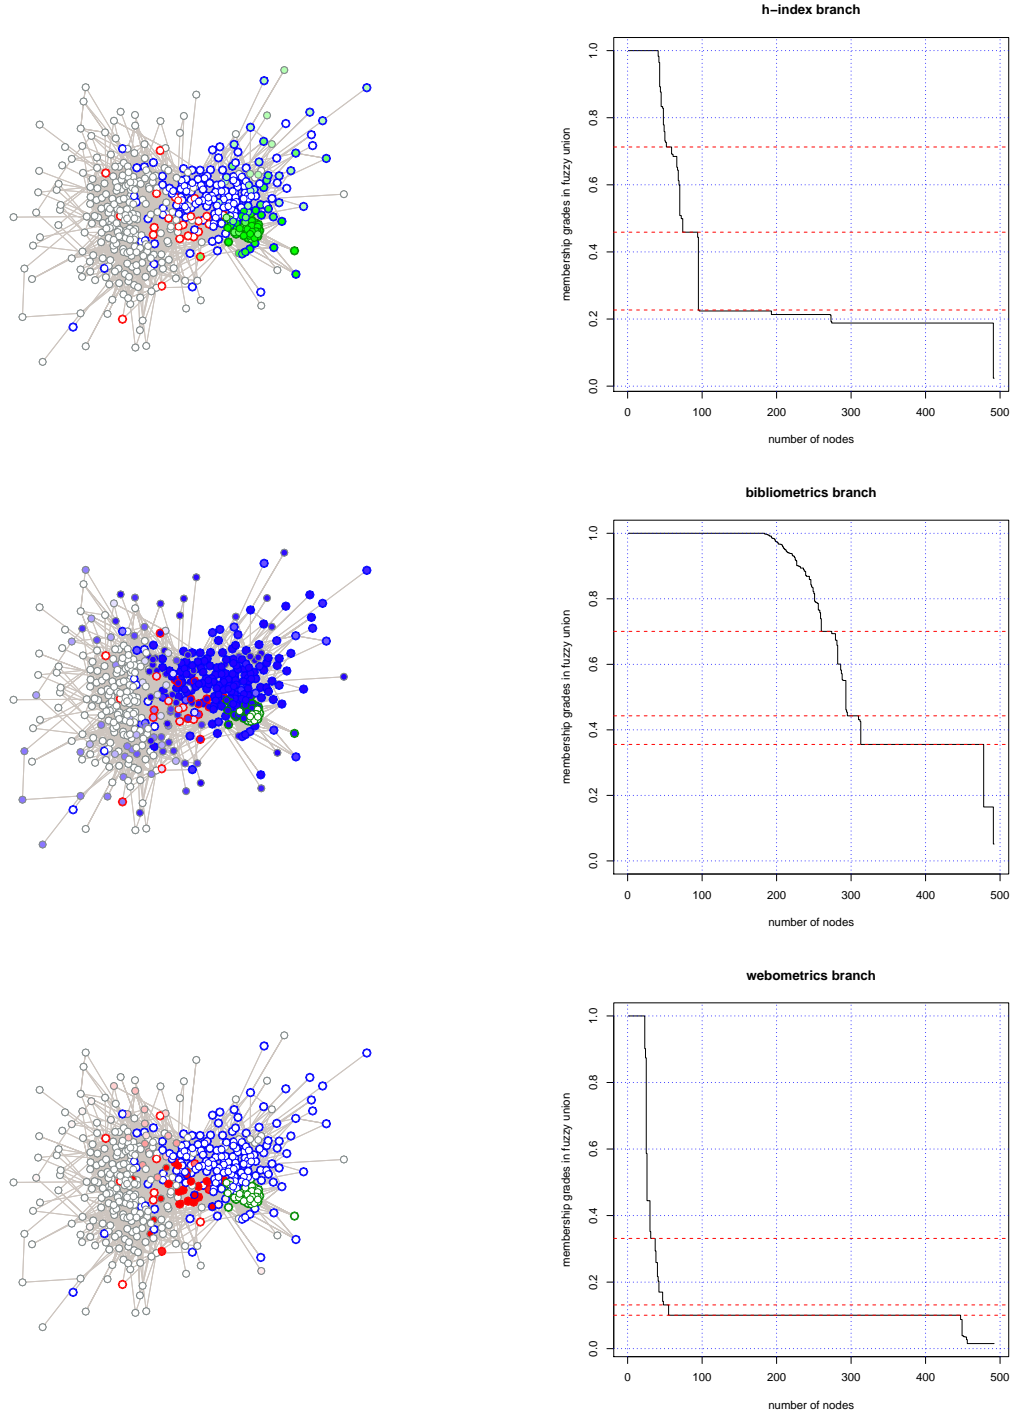 h−index branch
membership grades in fuzzy union
0.0 0.2 0.4 0.6 0.8 1.0
0 100 200 300 400 500
number of nodes
bibliometrics branch
membership grades in fuzzy union
0.0 0.2 0.4 0.6 0.8 1.0
0 100 200 300 400 500
number of nodes
webometrics branch
membership grades in fuzzy union
0.0 0.2 0.4 0.6 0.8 1.0
0 100 200 300 400 500
number of nodes